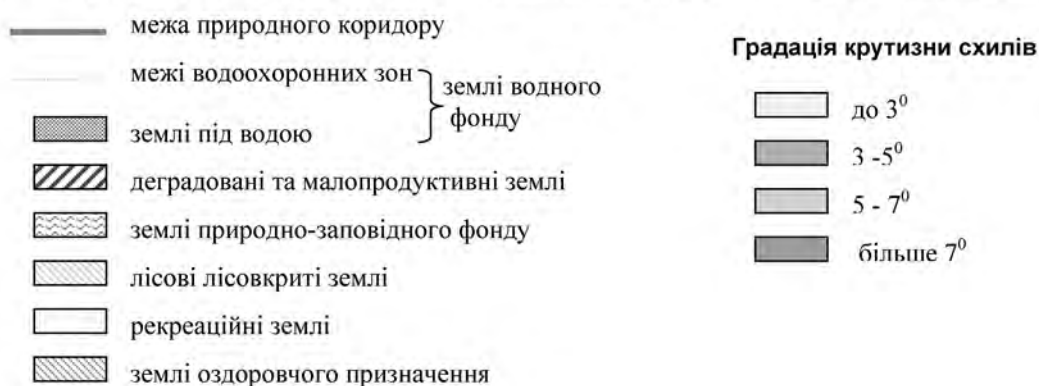 межа природного коридору
межі водоохоронних зон
землі водного
фонду
землі під водою
деградовані та малопродуктивні землі
землі природно-заповідного фонду
лісові лісовкриті землі
рекреаційні землі
землі оздоровчого призначення
Градація крутизни схилів
до 3⁰
3 -5⁰
5 - 7⁰
більше 7⁰